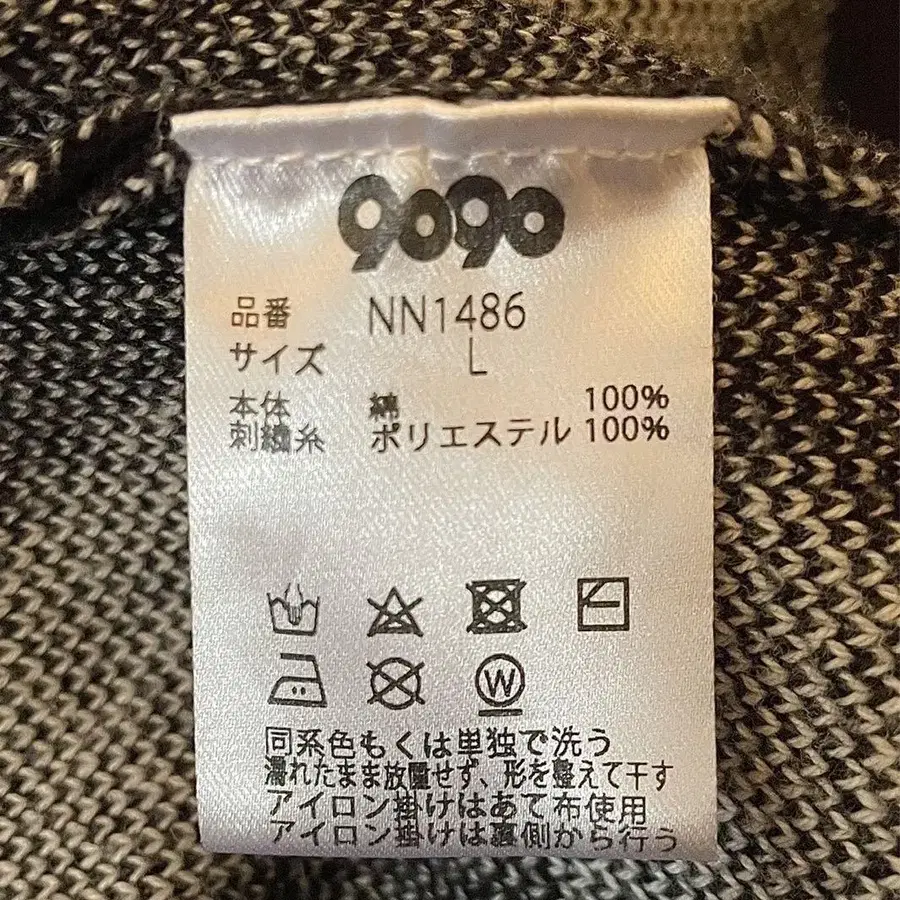 9090
品番 NN1486
サイズ L
本体 綿 100%
刺繍糸 ポリエステル 100%
W
同系色もくは単独で洗う
濡れたまま放置せず、形を整えて干す
アイロン掛けはあて布使用
アイロン掛けは裏側から行う